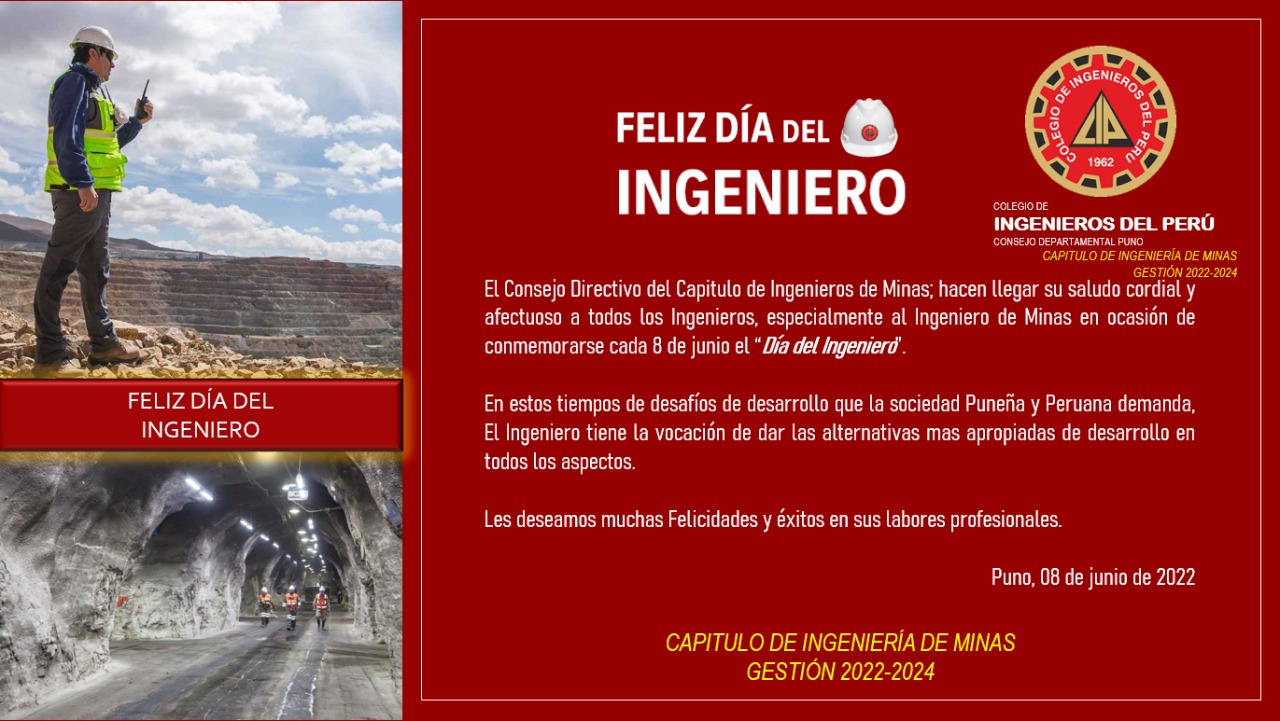 FELIZ DÍA DEL
INGENIERO
FELIZ DÍA DEL
INGENIERO
COLEGIO DE INGENIEROS DEL PERU
CIP
1962
COLEGIO DE
INGENIEROS DEL PERÚ
CONSEJO DEPARTAMENTAL PUNO
CAPITULO DE INGENIERÍA DE MINAS
GESTIÓN 2022-2024
El Consejo Directivo del Capitulo de Ingenieros de Minas; hacen llegar su saludo cordial y
afectuoso a todos los Ingenieros, especialmente al Ingeniero de Minas en ocasión de
conmemorarse cada 8 de junio el “Día del Ingeniero”.
En estos tiempos de desafíos de desarrollo que la sociedad Puneña y Peruana demanda,
El Ingeniero tiene la vocación de dar las alternativas mas apropiadas de desarrollo en
todos los aspectos.
Les deseamos muchas Felicidades y éxitos en sus labores profesionales.
Puno, 08 de junio de 2022
CAPITULO DE INGENIERÍA DE MINAS
GESTIÓN 2022-2024